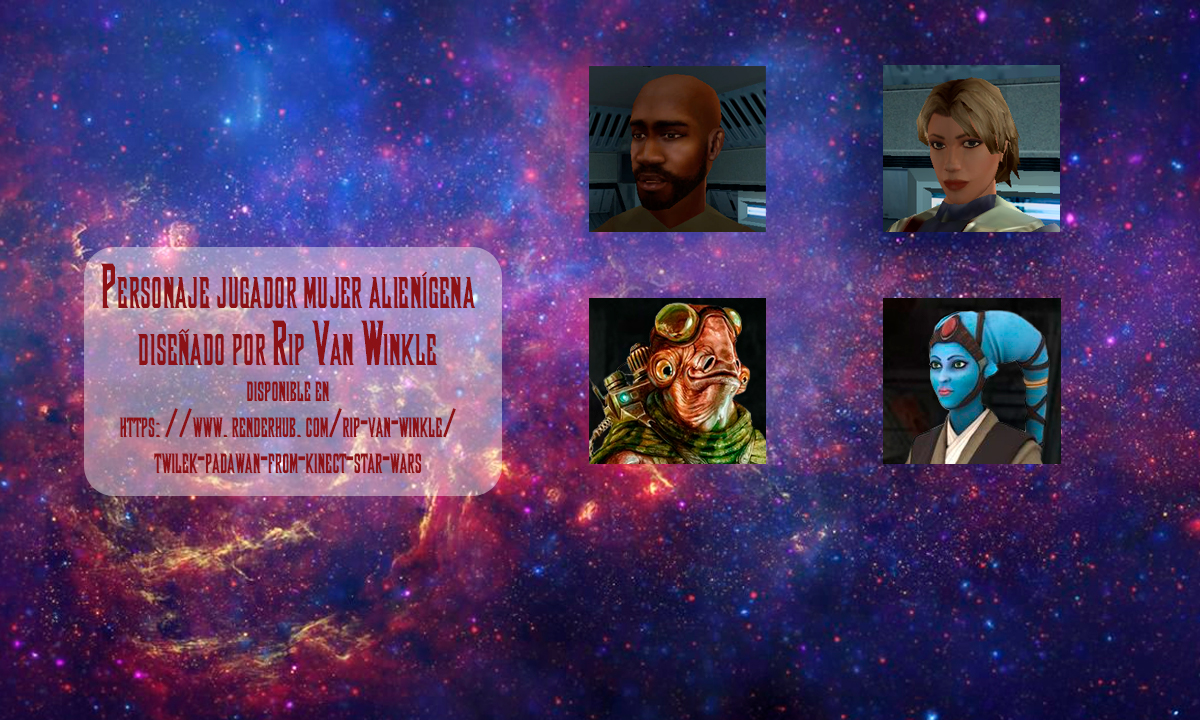 Personaje jugador mujer alienígena
diseñado por Rip Van Winkle
disponible en
https://www.renderhub.com/rip-van-winkle/
twilek-padawan-from-kinect-star-wars